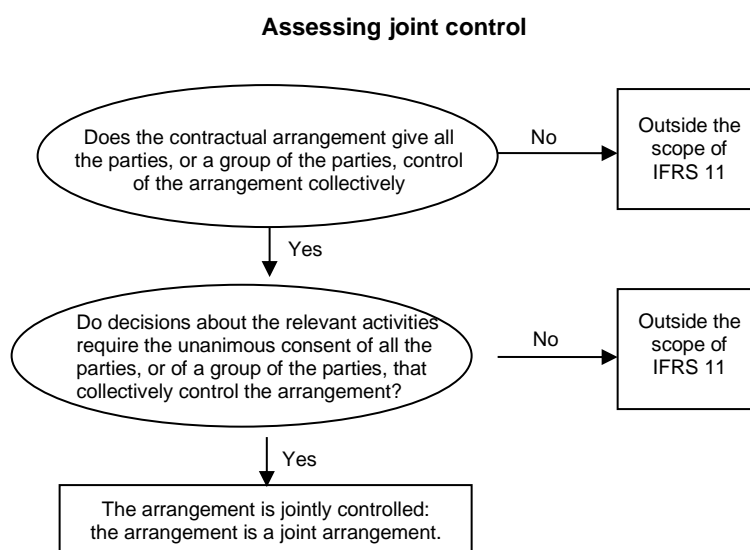 Assessing joint control
Does the contractual arrangement give all
the parties, or a group of the parties, control
of the arrangement collectively
No
Outside the
scope of
IFRS 11
Yes
Do decisions about the relevant activities
require the unanimous consent of all the
parties, or of a group of the parties, that
collectively control the arrangement?
No
Outside the
scope of
IFRS 11
Yes
The arrangement is jointly controlled:
the arrangement is a joint arrangement.